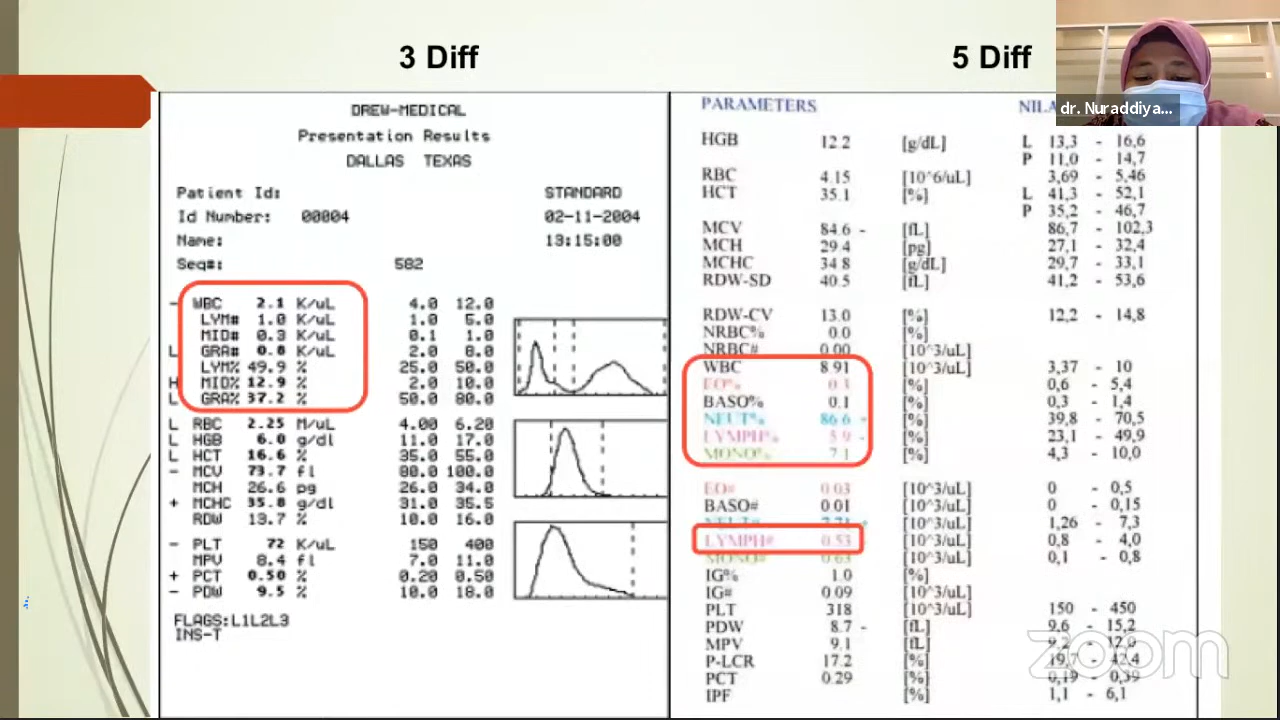 3 Diff
5 Diff
dr. Nuraddiya...
DREW-MEDICAL
Presentation Results
DALLAS TEXAS
Patient Id: STANDARD
Id Number: 00004 02-11-2004
Name: 13:15:00
Seq#: 582
- WBC 2.1 K/uL 4.0 12.0
LYM# 1.0 K/uL 1.0 5.0
MID# 0.3 K/uL 0.1 1.0
L GRA# 0.8 K/uL 2.0 8.0
LYM% 49.9 % 25.0 50.0
H MID% 12.9 % 2.0 10.0
L GRA% 37.2 % 50.0 80.0
L RBC 2.25 M/uL 4.00 6.20
L HGB 6.0 g/dl 11.0 17.0
L HCT 16.6 % 35.0 55.0
- MCV 73.7 fl 80.0 100.0
MCH 26.6 pg 26.0 34.0
+ MCHC 35.8 g/dl 31.0 35.5
RDW 13.7 % 10.0 16.0
- PLT 72 K/uL 150 400
MPV 8.4 fl 7.0 11.0
+ PCT 0.50 % 0.20 0.50
- PDW 9.5 % 10.0 18.0
FLAGS:L1L2L3
INS-T
PARAMETERS NILA
HGB 12.2 [g/dL] L 13,3 - 16,6
P 11,0 - 14,7
RBC 4.15 [10^6/uL] 3,69 - 5,46
HCT 35.1 [%] L 41,3 - 52,1
P 35,2 - 46,7
MCV 84.6 - [fL] 86,7 - 102,3
MCH 29.4 [pg] 27,1 - 32,4
MCHC 34.8 [g/dL] 29,7 - 33,1
RDW-SD 40.5 [fL] 41,2 - 53,6
RDW-CV 13.0 [%] 12,2 - 14,8
NRBC% 0.0 [%]
NRBC# 0.00 [10^3/uL]
WBC 8.91 [10^3/uL] 3,37 - 10
EO% 0.3 [%] 0,6 - 5,4
BASO% 0.1 [%] 0,3 - 1,4
NEUT% 86.6 + [%] 39,8 - 70,5
LYMPH% 5.9 - [%] 23,1 - 49,9
MONO% 7.1 [%] 4,3 - 10,0
EO# 0.03 [10^3/uL] 0 - 0,5
BASO# 0.01 [10^3/uL] 0 - 0,15
NEUT# 7.71 + [10^3/uL] 1,26 - 7,3
LYMPH# 0.53 [10^3/uL] 0,8 - 4,0
MONO# 0.63 [10^3/uL] 0,1 - 0,8
IG% 1.0 [%]
IG# 0.09 [10^3/uL]
PLT 318 [10^3/uL] 150 - 450
PDW 8.7 - [fL] 9,6 - 15,2
MPV 9.1 [fL] 9,2 - 12,0
P-LCR 17.2 [%] 19,7 - 42,4
PCT 0.29 [%] 0,19 - 0,39
IPF [%] 1,1 - 6,1
zoom